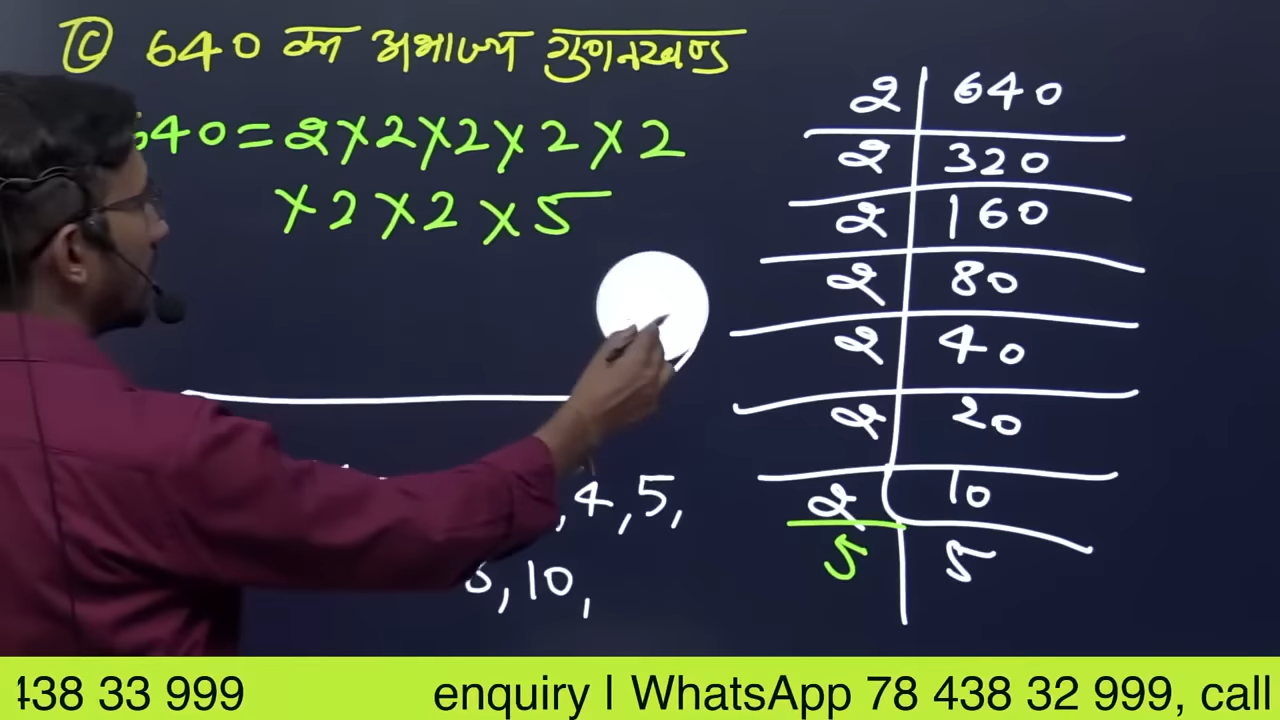 C 640 का अभाज्य गुणनखण्ड
640 = 2 × 2 × 2 × 2 × 2
× 2 × 2 × 5
4, 5,
10,
2 | 640
2 | 320
2 | 160
2 | 80
2 | 40
2 | 20
2 | 10
5 | 5
438 33 999 enquiry | WhatsApp 78 438 32 999, call